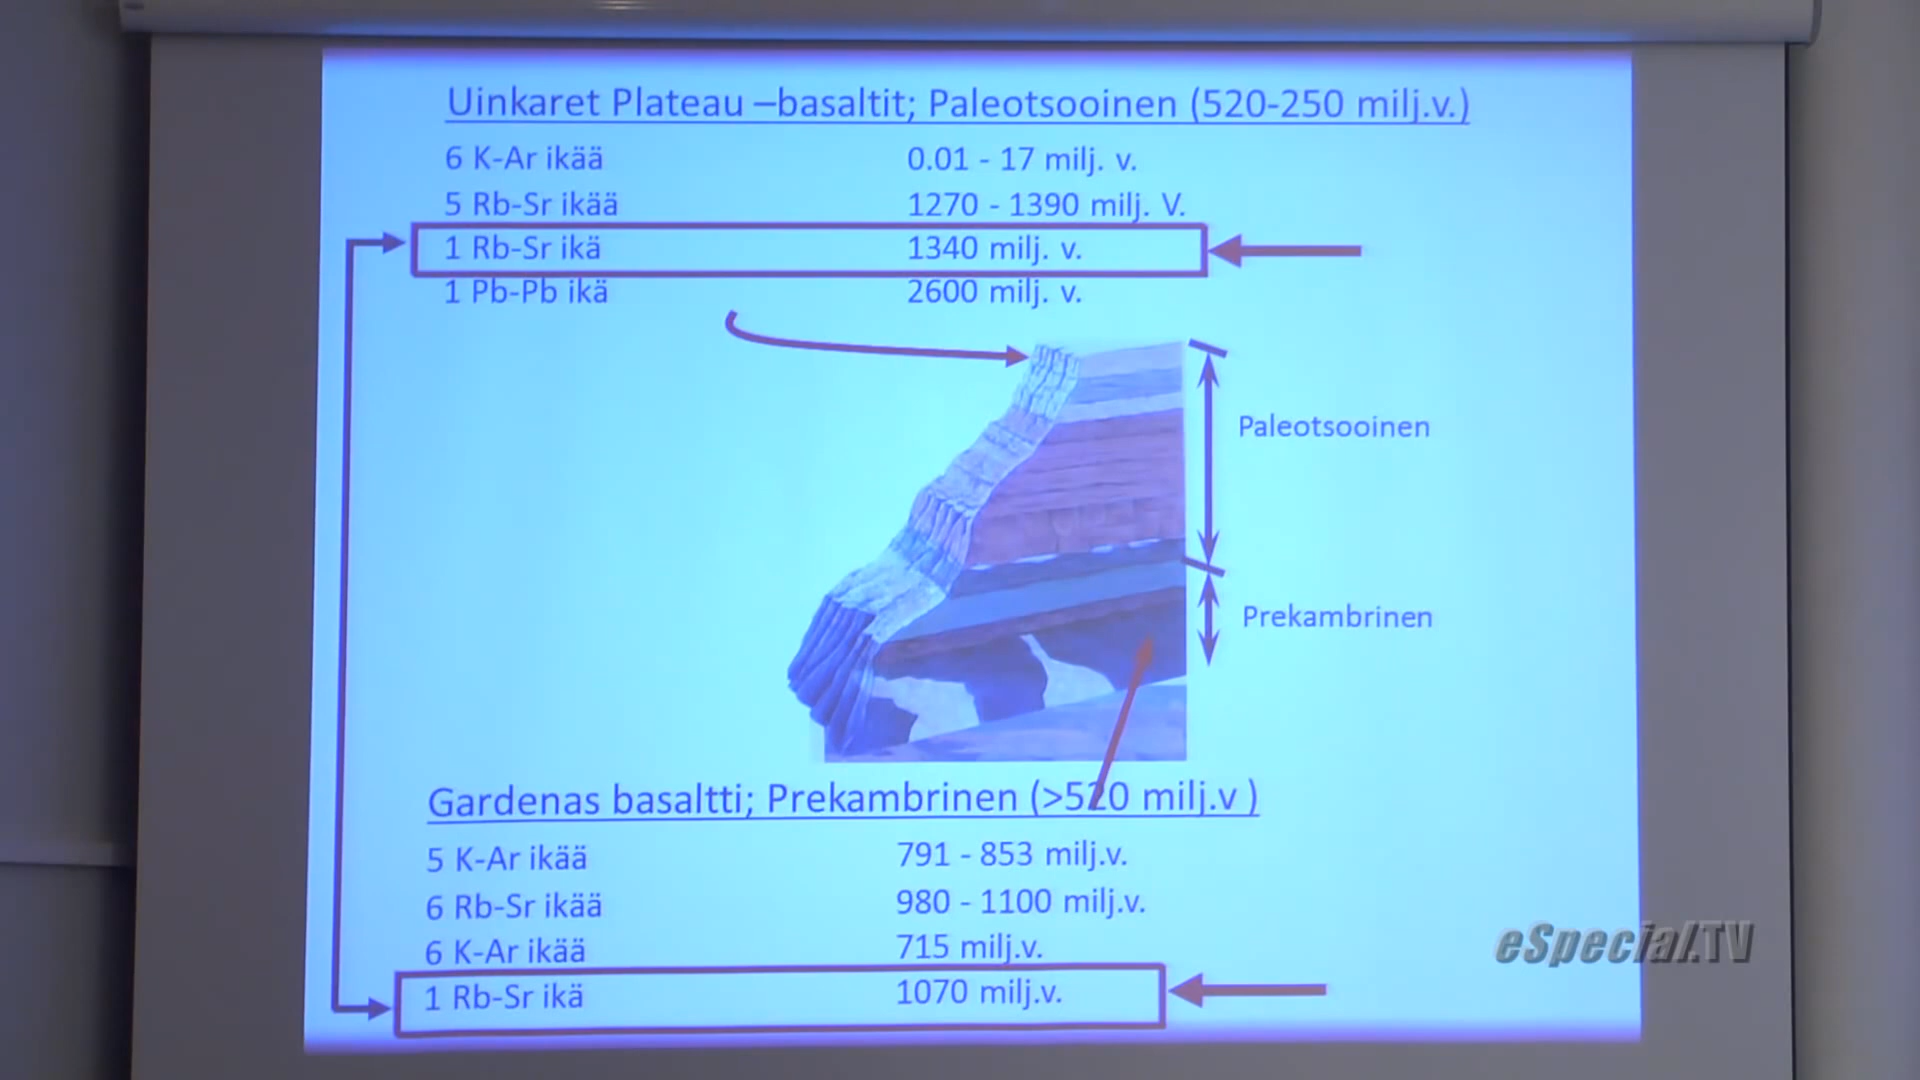 Uinkaret Plateau –basaltit; Paleotsooinen (520-250 milj.v.)
6 K-Ar ikää 0.01 - 17 milj. v.
5 Rb-Sr ikää 1270 - 1390 milj. V.
1 Rb-Sr ikä 1340 milj. v.
1 Pb-Pb ikä 2600 milj. v.
Paleotsooinen
Prekambrinen
Gardenas basaltti; Prekambrinen (>520 milj.v )
5 K-Ar ikää 791 - 853 milj.v.
6 Rb-Sr ikää 980 - 1100 milj.v.
6 K-Ar ikää 715 milj.v.
1 Rb-Sr ikä 1070 milj.v.
eSpecial.TV